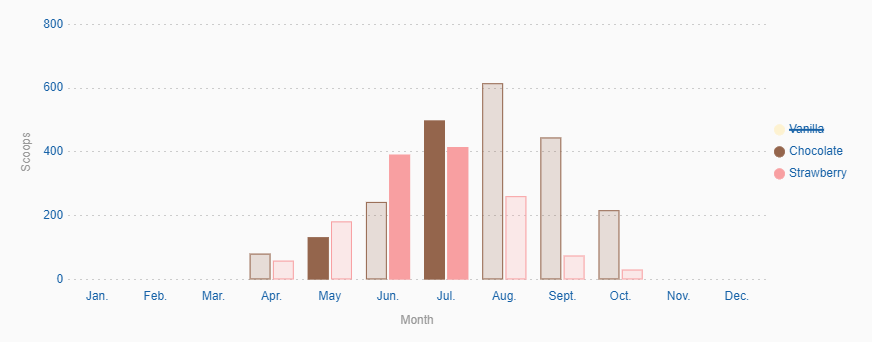 800
600
400
200
0
Scoops
Jan. Feb. Mar. Apr. May Jun. Jul. Aug. Sept. Oct. Nov. Dec.
Month
Vanilla
Chocolate
Strawberry